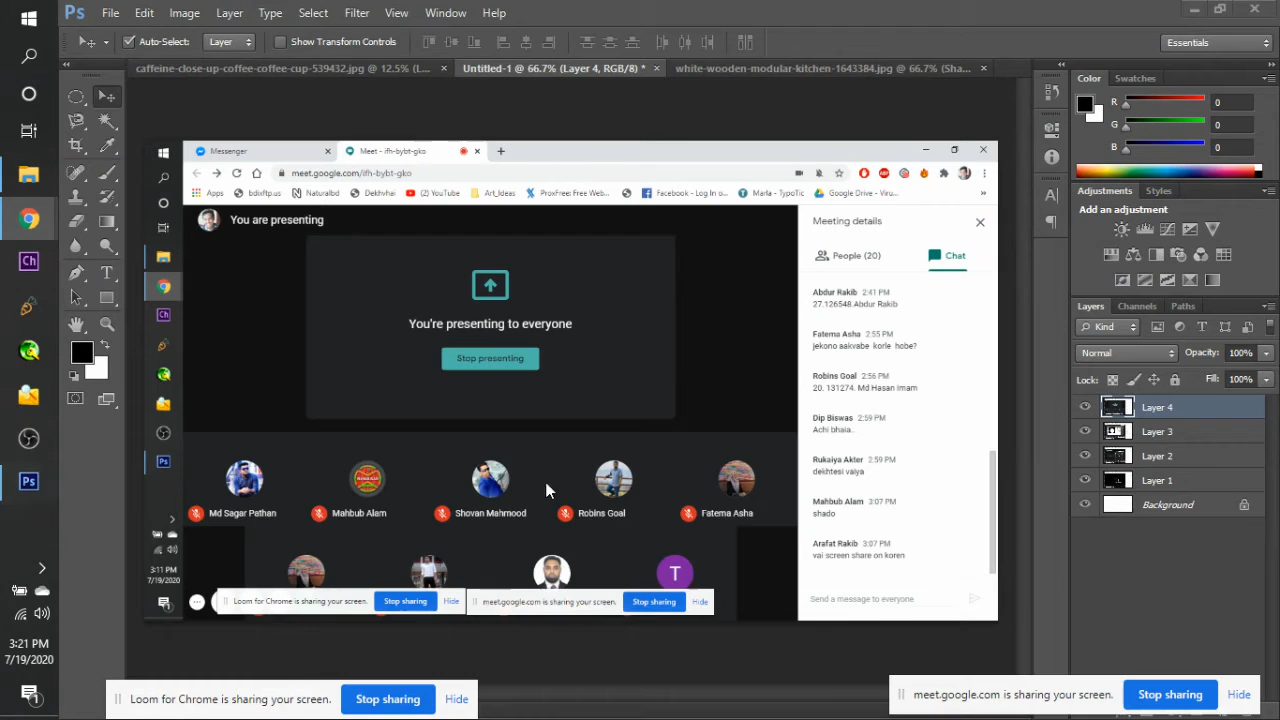 Ps File Edit Image Layer Type Select Filter View Window Help
Auto-Select Layer Show Transform Controls Essentials
caffeine-close-up-coffee-coffee-cup-539432.jpg @ 12.5% (L... × Untitled-1 @ 66.7% (Layer 4, RGB/8) * × white-wooden-modular-kitchen-1643384.jpg @ 66.7% (Sha... ×
Color Swatches
R 0
G 0
B 0
Adjustments Styles
Add an adjustment
Layers Channels Paths
Kind
Normal Opacity: 100%
Lock: Fill: 100%
Layer 4
Layer 3
Layer 2
Layer 1
Background
Messenger × Meet - ifh-bybt-gko × +
meet.google.com/ifh-bybt-gko
Apps bdixftp.us Naturalbd Dekhvhai (2) YouTube Art_Ideas ProxFree: Free Web... Facebook - Log In o... Marla - TypoTic Google Drive - Viru... »
You are presenting
You're presenting to everyone
Stop presenting
Md Sagar Pathan Mahbub Alam Shovan Mahmood Robins Goal Fatema Asha
T
Loom for Chrome is sharing your screen. Stop sharing Hide
meet.google.com is sharing your screen. Stop sharing Hide
Meeting details
People (20) Chat
Abdur Rakib 2:41 PM
27.126548.Abdur Rakib
Fatema Asha 2:55 PM
jekono aakvabe korle hobe?
Robins Goal 2:56 PM
20. 131274. Md Hasan Imam
Dip Biswas 2:59 PM
Achi bhaia..
Rukaiya Akter 2:59 PM
dekhtesi vaiya
Mahbub Alam 3:07 PM
shado
Arafat Rakib 3:07 PM
vai screen share on koren
Send a message to everyone
Ch
Ps
3:11 PM
7/19/2020
Ch
Ps
3:21 PM
7/19/2020
1
Loom for Chrome is sharing your screen. Stop sharing Hide
meet.google.com is sharing your screen. Stop sharing Hide